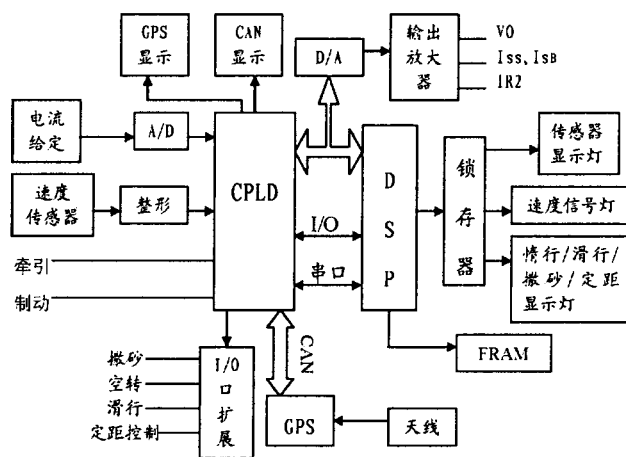 GPS
显示
CAN
显示
D/A
输出
放大
器
VO
ISS、ISB
IR2
电流
给定
A/D
CPLD
D
S
P
锁
存
器
传感器
显示灯
速度
传感器
整形
I/O
速度信号灯
牵引
制动
串口
惰行/滑行/
撒砂/定距
显示灯
CAN
FRAM
撒砂
空转
滑行
定距控制
I/O
口
扩
展
GPS
天线